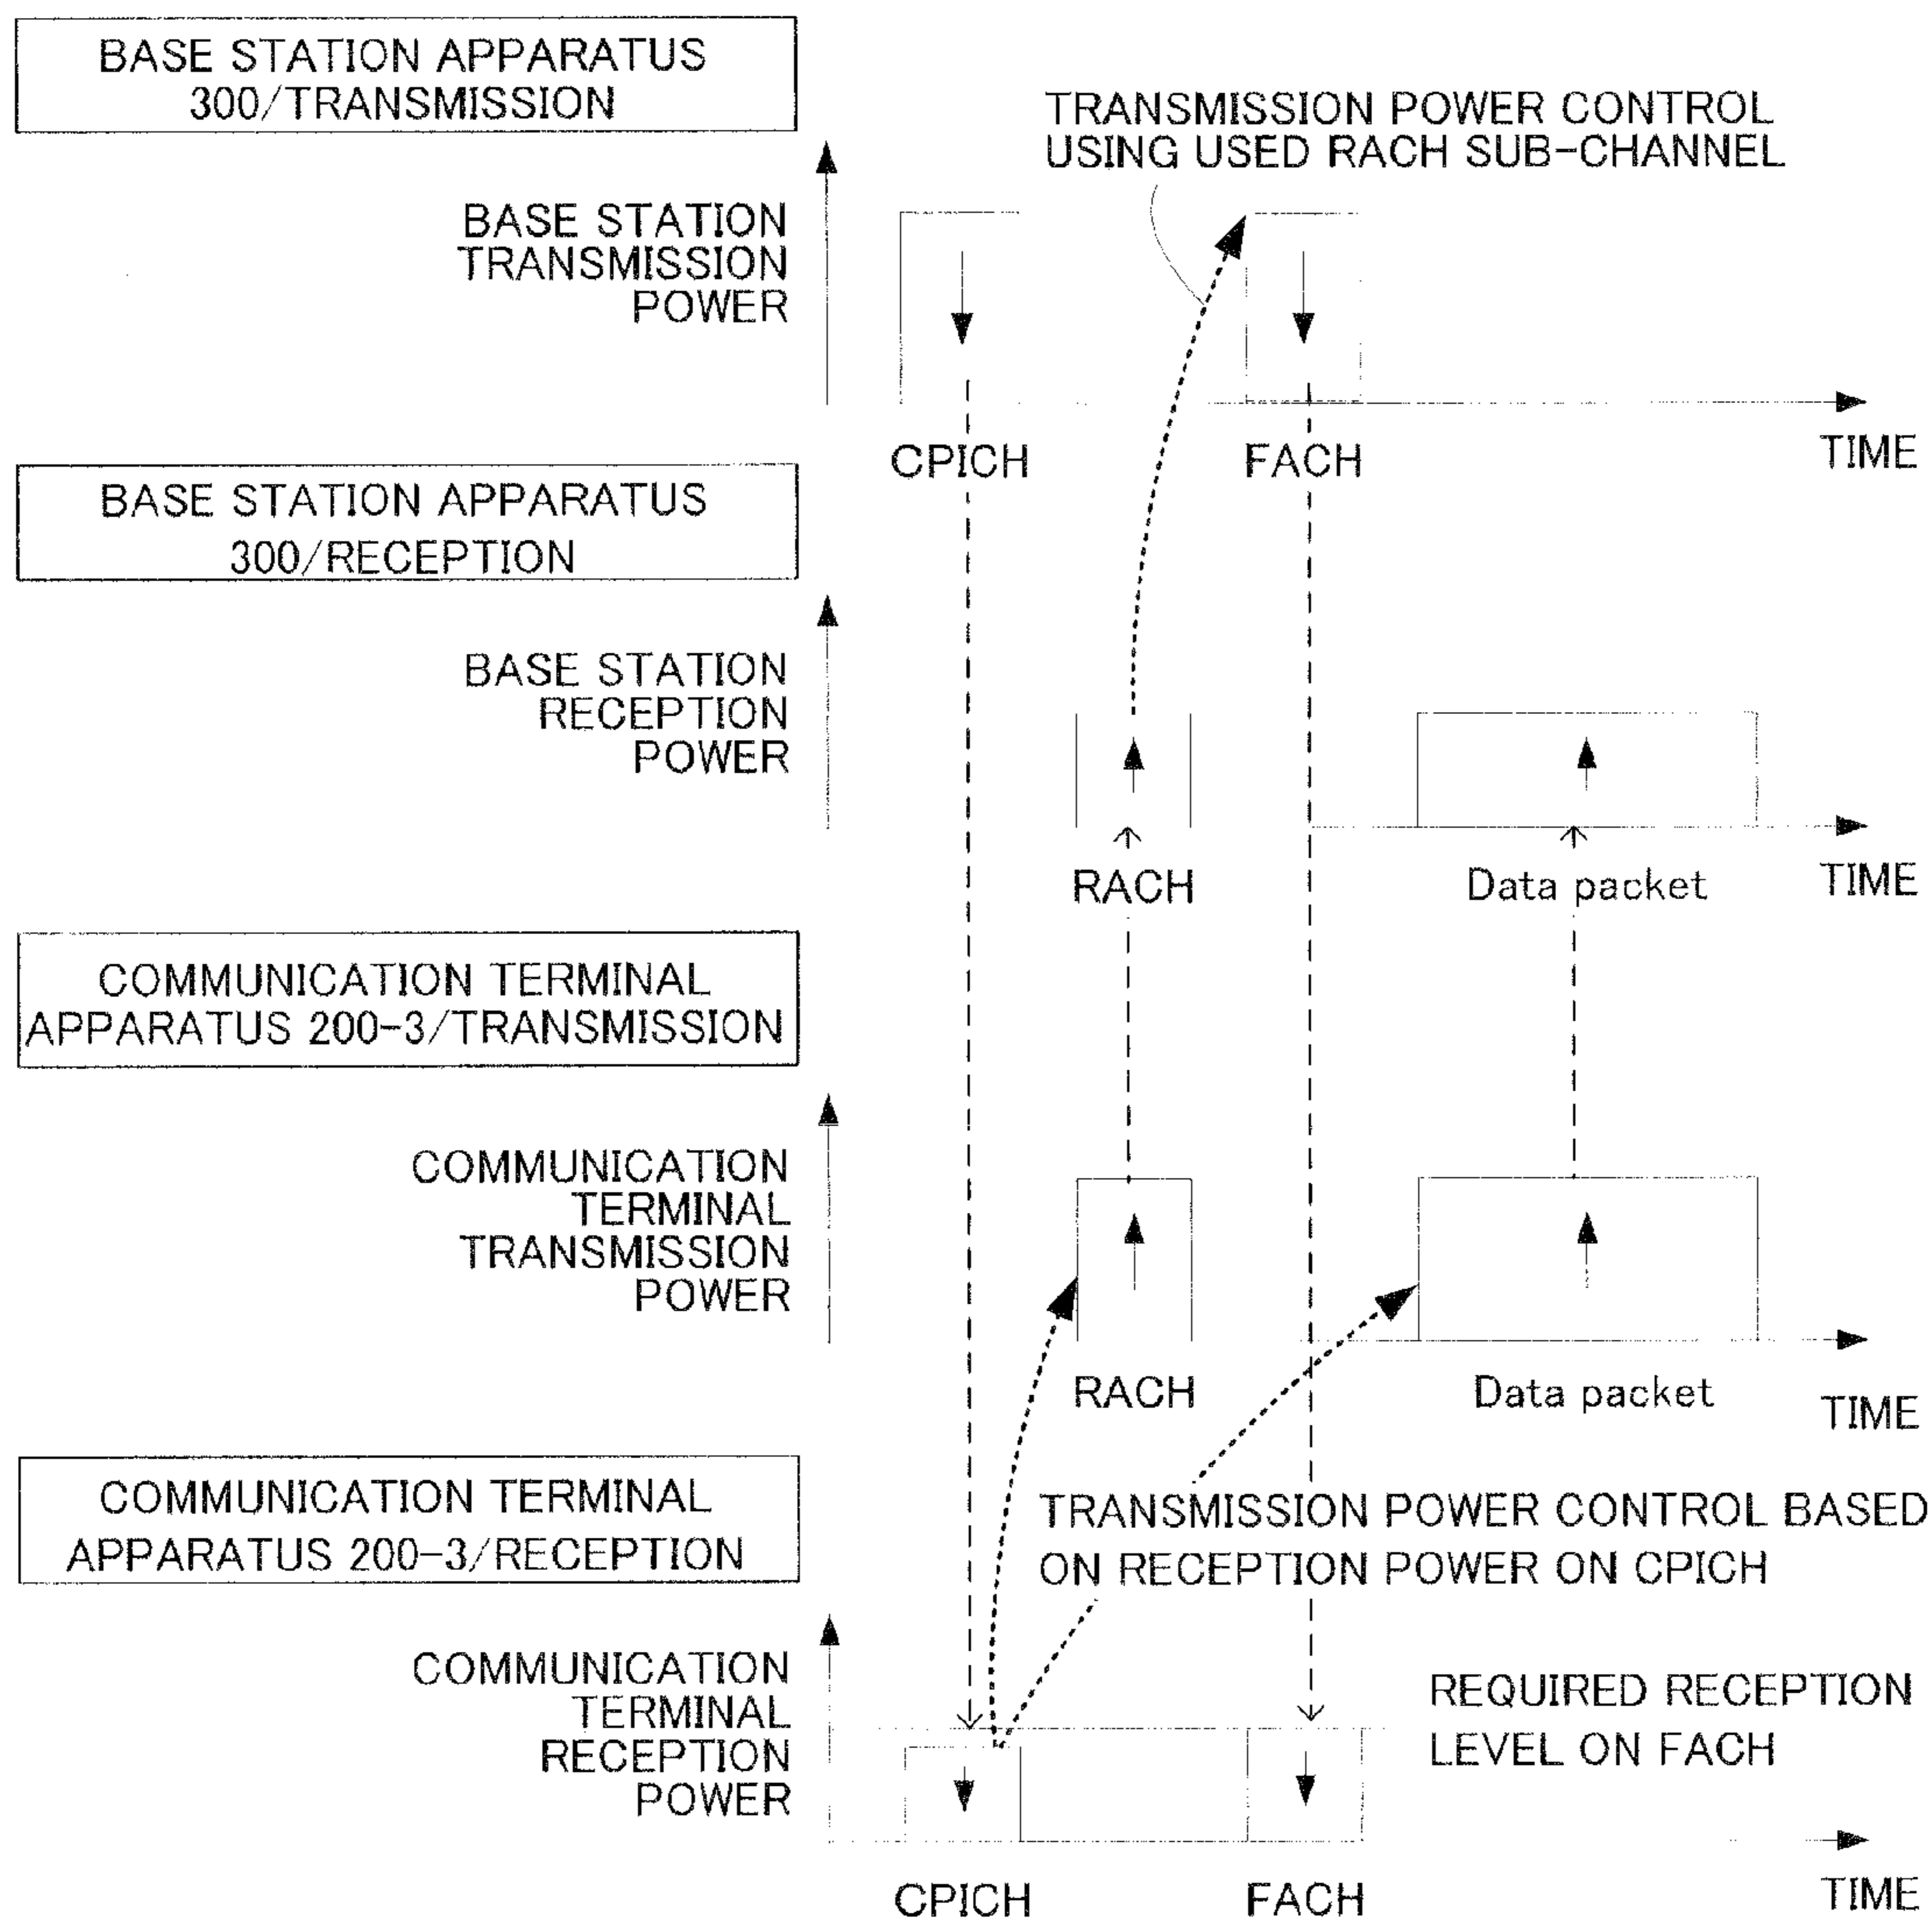 BASE STATION APPARATUS
300/TRANSMISSION
TRANSMISSION POWER CONTROL
USING USED RACH SUB-CHANNEL
BASE STATION
TRANSMISSION
POWER
CPICH
FACH
TIME
BASE STATION APPARATUS
300/RECEPTION
BASE STATION
RECEPTION
POWER
RACH
Data packet
TIME
COMMUNICATION TERMINAL
APPARATUS 200-3/TRANSMISSION
COMMUNICATION
TERMINAL
TRANSMISSION
POWER
RACH
Data packet
TIME
COMMUNICATION TERMINAL
APPARATUS 200-3/RECEPTION
TRANSMISSION POWER CONTROL BASED
ON RECEPTION POWER ON CPICH
COMMUNICATION
TERMINAL
RECEPTION
POWER
REQUIRED RECEPTION
LEVEL ON FACH
CPICH
FACH
TIME